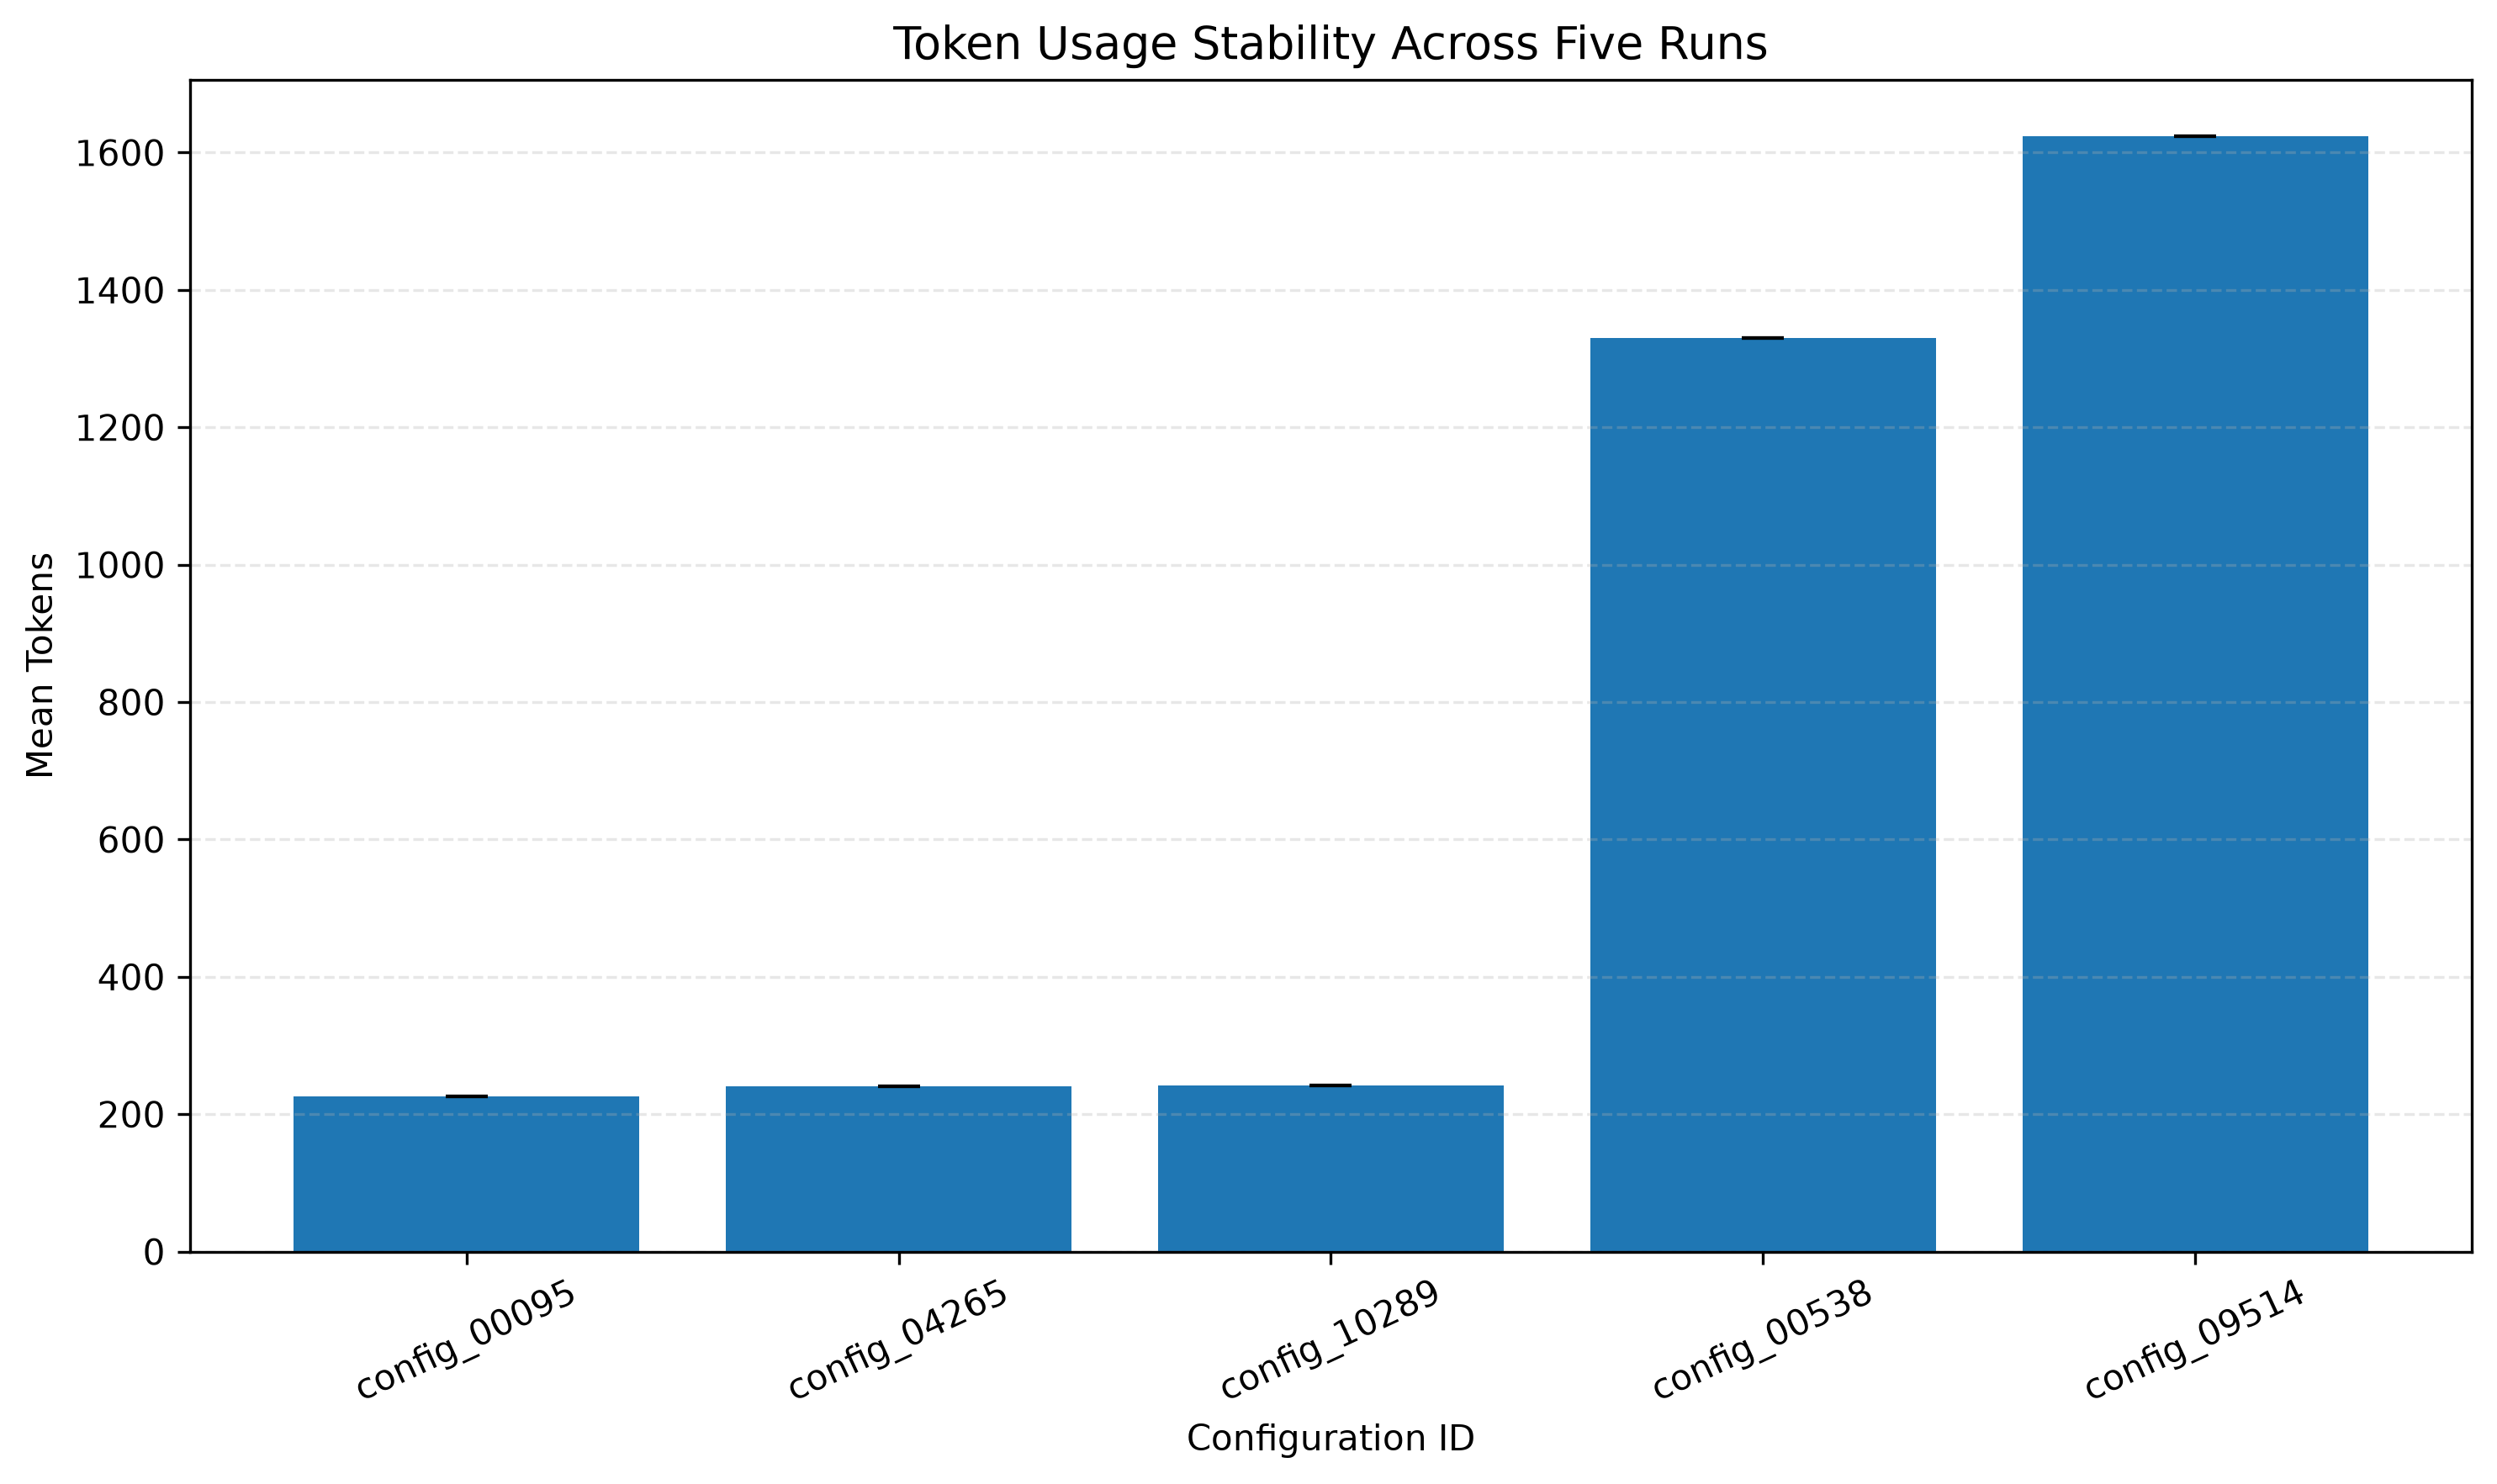 Token Usage Stability Across Five Runs
Mean Tokens
1600
1400
1200
1000
800
600
400
200
0
config_00095
config_04265
config_10289
config_00538
config_09514
Configuration ID